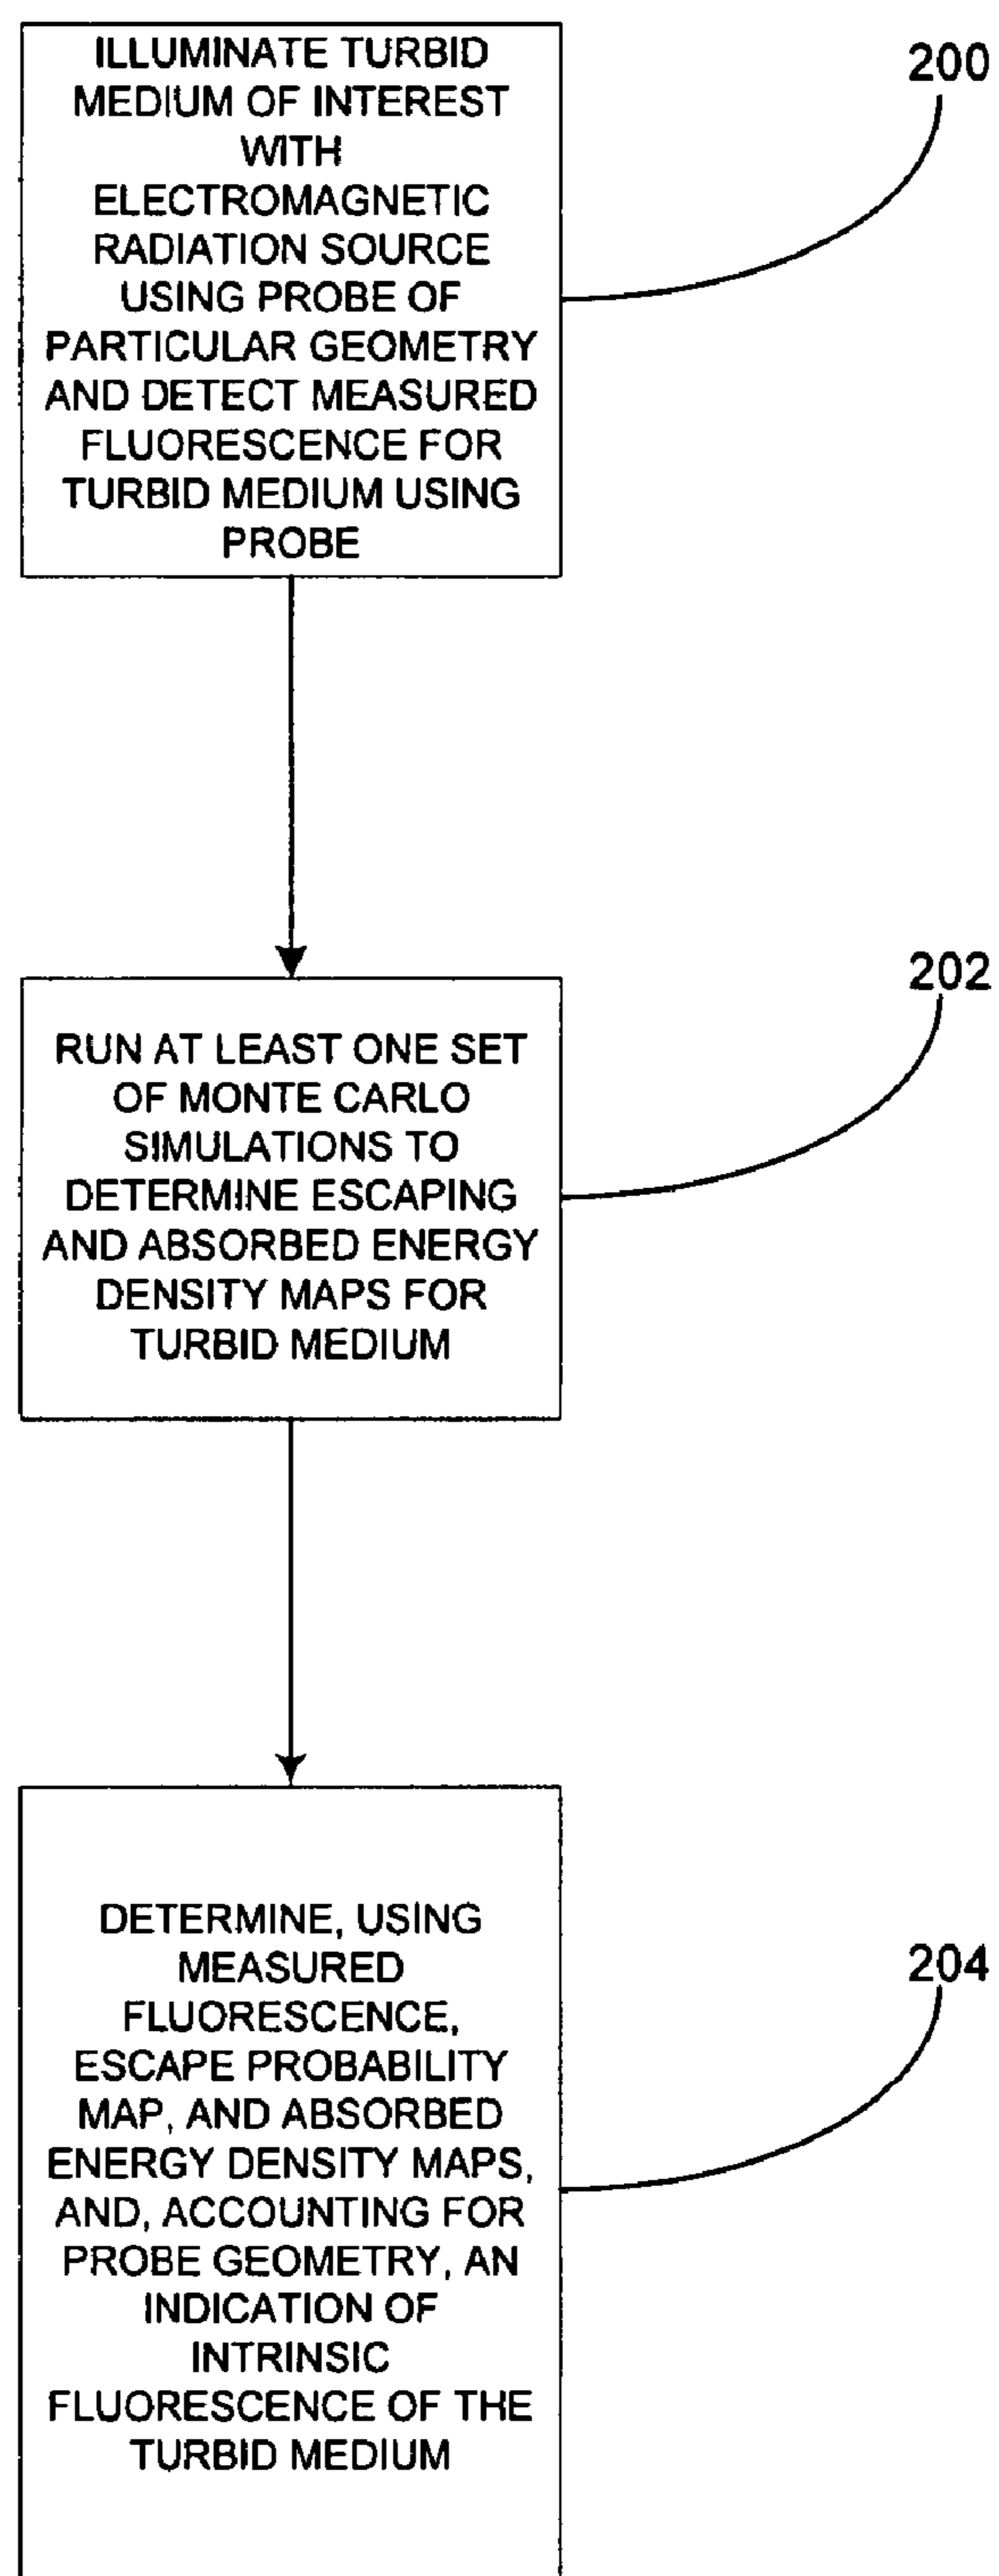 ILLUMINATE TURBID
MEDIUM OF INTEREST
WITH
ELECTROMAGNETIC
RADIATION SOURCE
USING PROBE OF
PARTICULAR GEOMETRY
AND DETECT MEASURED
FLUORESCENCE FOR
TURBID MEDIUM USING
PROBE
200
RUN AT LEAST ONE SET
OF MONTE CARLO
SIMULATIONS TO
DETERMINE ESCAPING
AND ABSORBED ENERGY
DENSITY MAPS FOR
TURBID MEDIUM
202
DETERMINE, USING
MEASURED
FLUORESCENCE,
ESCAPE PROBABILITY
MAP, AND ABSORBED
ENERGY DENSITY MAPS,
AND, ACCOUNTING FOR
PROBE GEOMETRY, AN
INDICATION OF
INTRINSIC
FLUORESCENCE OF THE
TURBID MEDIUM
204